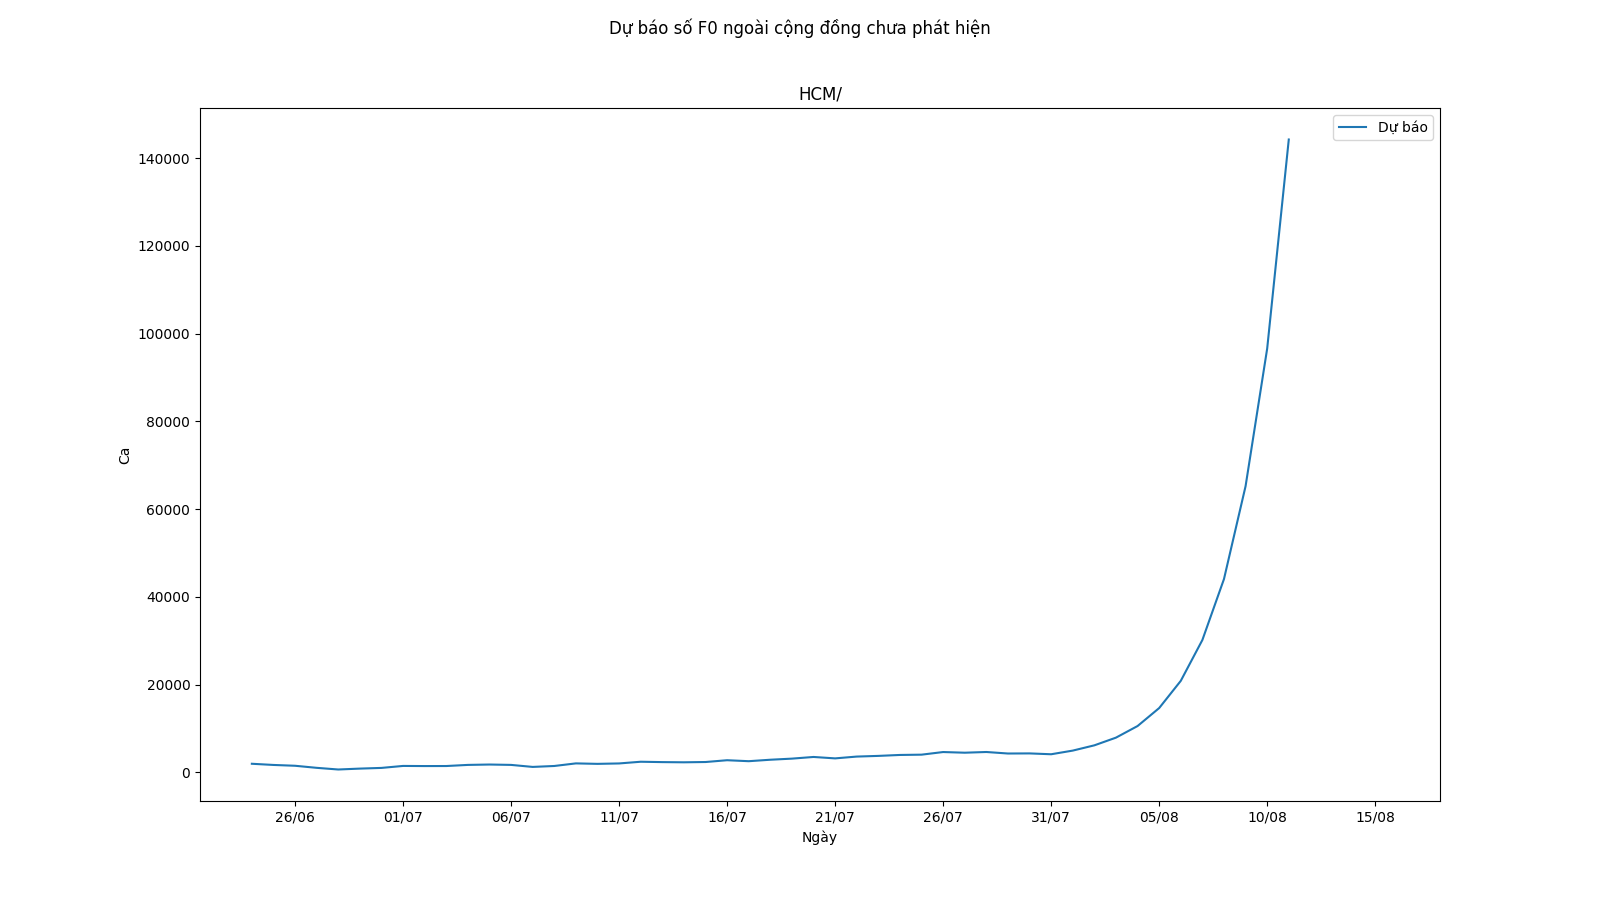 Dự báo số F0 ngoài cộng đồng chưa phát hiện
HCM/
Dự báo
140000
120000
100000
80000
60000
40000
20000
0
Ca
26/06 01/07 06/07 11/07 16/07 21/07 26/07 31/07 05/08 10/08 15/08
Ngày